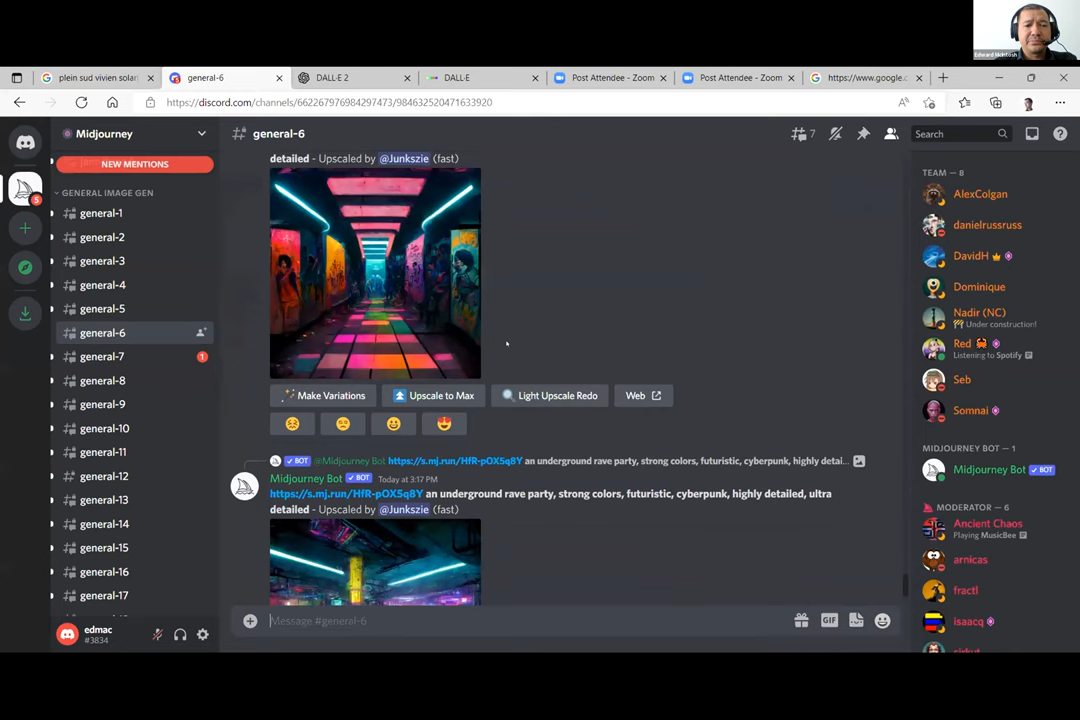 Edward McIntosh
plein sud vivien solari
general-6
DALL·E 2
DALL·E
Post Attendee - Zoom
Post Attendee - Zoom
https://www.google.c
https://discord.com/channels/662267976984297473/984632520471633920
Midjourney
general-6
7
Search
NEW MENTIONS
GENERAL IMAGE GEN
general-1
general-2
general-3
general-4
general-5
general-6
general-7
1
general-8
general-9
general-10
general-11
general-12
general-13
general-14
general-15
general-16
general-17
5
edmac
#3834
detailed - Upscaled by @Junkszie (fast)
Make Variations
Upscale to Max
Light Upscale Redo
Web
BOT @Midjourney Bot https://s.mj.run/HfR-pOX5q8Y an underground rave party, strong colors, futuristic, cyberpunk, highly detai...
Midjourney Bot BOT Today at 3:17 PM
https://s.mj.run/HfR-pOX5q8Y an underground rave party, strong colors, futuristic, cyberpunk, highly detailed, ultra
detailed - Upscaled by @Junkszie (fast)
Message #general-6
GIF
TEAM — 8
AlexColgan
danielrussruss
DavidH
Dominique
Nadir (NC)
Under construction!
Red
Listening to Spotify
Seb
Somnai
MIDJOURNEY BOT — 1
Midjourney Bot BOT
MODERATOR — 6
Ancient Chaos
Playing MusicBee
arnicas
fractl
isaacq